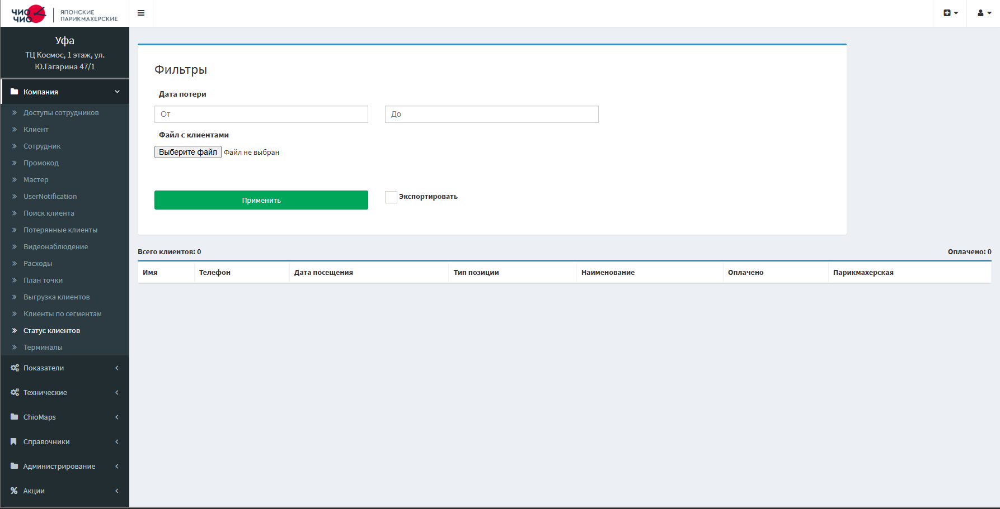 ЧИО ЧИО
ЯПОНСКИЕ
ПАРИКМАХЕРСКИЕ
Уфа
ТЦ Космос, 1 этаж, ул.
Ю.Гагарина 47/1
Компания
Доступы сотрудников
Клиент
Сотрудник
Промокод
Мастер
UserNotification
Поиск клиента
Потерянные клиенты
Видеонаблюдение
Расходы
План точки
Выгрузка клиентов
Клиенты по сегментам
Статус клиентов
Терминалы
Показатели
Технические
ChioMaps
Справочники
Администрирование
Акции
Фильтры
Дата потери
От До
Файл с клиентами
Выберите файл Файл не выбран
Применить Экспортировать
Всего клиентов: 0 Оплачено: 0
Имя Телефон Дата посещения Тип позиции Наименование Оплачено Парикмахерская